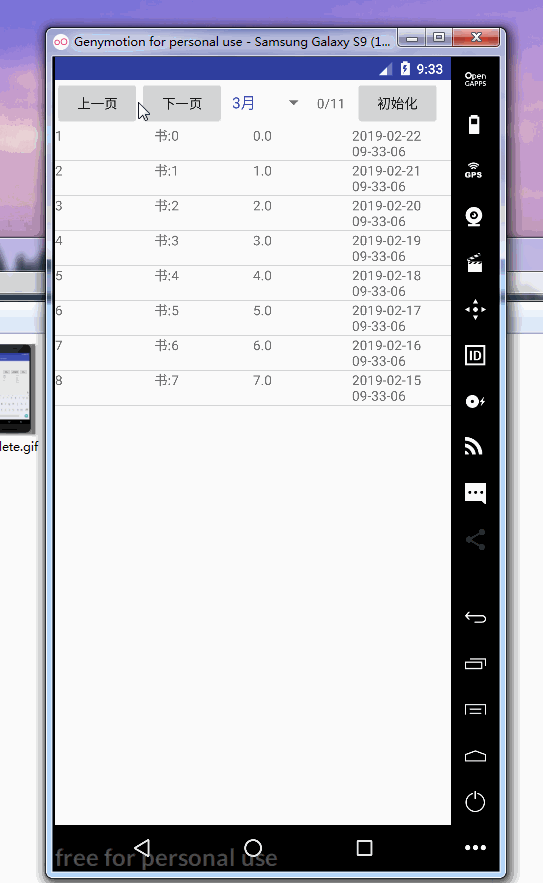 Genymotion for personal use - Samsung Galaxy S9 (1...
9:33
Open
GAPPS
上一页 下一页 3月 0/11 初始化
1 书:0 0.0 2019-02-22
09-33-06
2 书:1 1.0 2019-02-21
09-33-06
3 书:2 2.0 2019-02-20
09-33-06
4 书:3 3.0 2019-02-19
09-33-06
5 书:4 4.0 2019-02-18
09-33-06
6 书:5 5.0 2019-02-17
09-33-06
7 书:6 6.0 2019-02-16
09-33-06
8 书:7 7.0 2019-02-15
09-33-06
GPS
ID
lete.gif
free for personal use